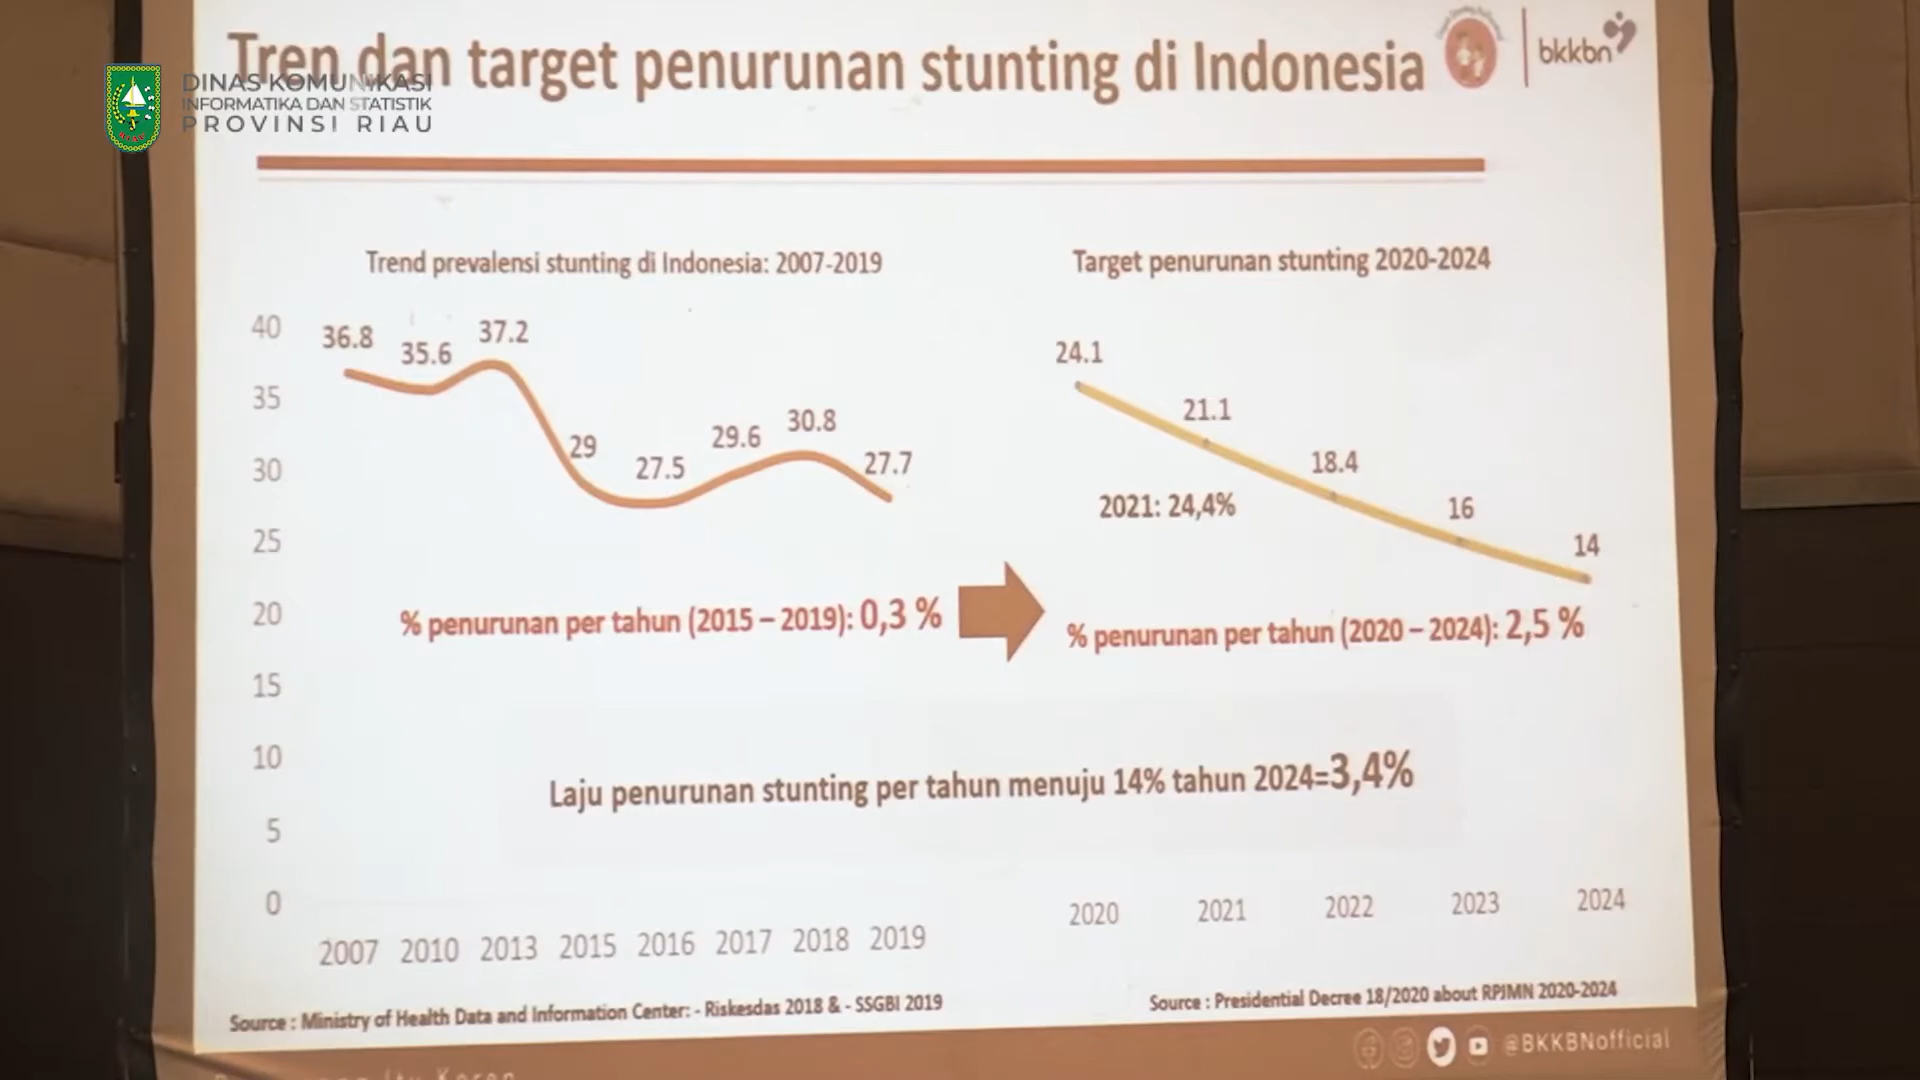 Tren dan target penurunan stunting di Indonesia
bkkbn
DINAS KOMUNIKASI
INFORMATIKA DAN STATISTIK
PROVINSI RIAU
RIAU
Trend prevalensi stunting di Indonesia: 2007-2019
Target penurunan stunting 2020-2024
40
35
30
25
20
15
10
5
0
36.8
35.6
37.2
29
27.5
29.6
30.8
27.7
24.1
21.1
18.4
16
14
2021: 24,4%
% penurunan per tahun (2015 – 2019): 0,3 %
% penurunan per tahun (2020 – 2024): 2,5 %
Laju penurunan stunting per tahun menuju 14% tahun 2024=3,4%
2007 2010 2013 2015 2016 2017 2018 2019
2020 2021 2022 2023 2024
Source : Ministry of Health Data and Information Center: - Riskesdas 2018 & - SSGBI 2019
Source : Presidential Decree 18/2020 about RPJMN 2020-2024
@BKKBNofficial